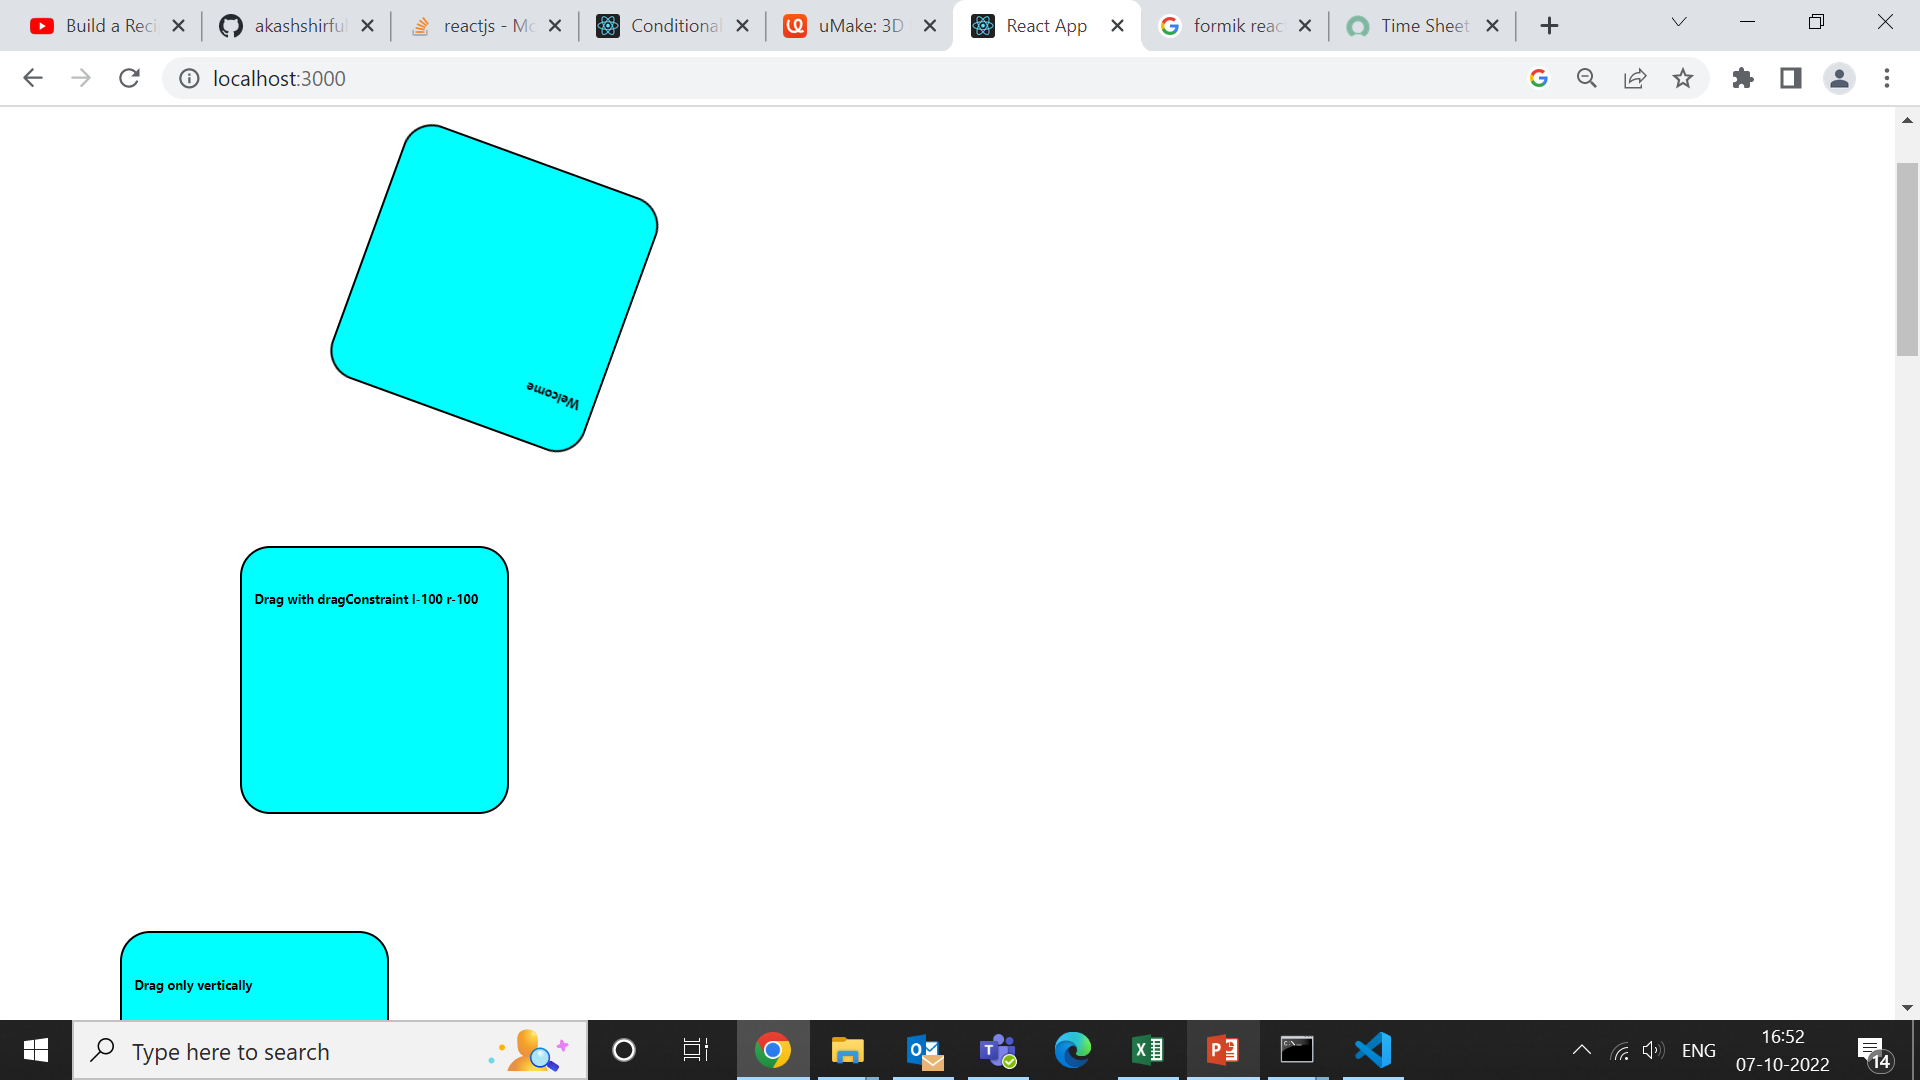 Build a Reci
akashshirful
reactjs - Mo
Conditional
uMake: 3D
React App
formik reac
Time Sheet
localhost:3000
Welcome
Drag with dragConstraint l-100 r-100
Drag only vertically
Type here to search
ENG
16:52
07-10-2022
14